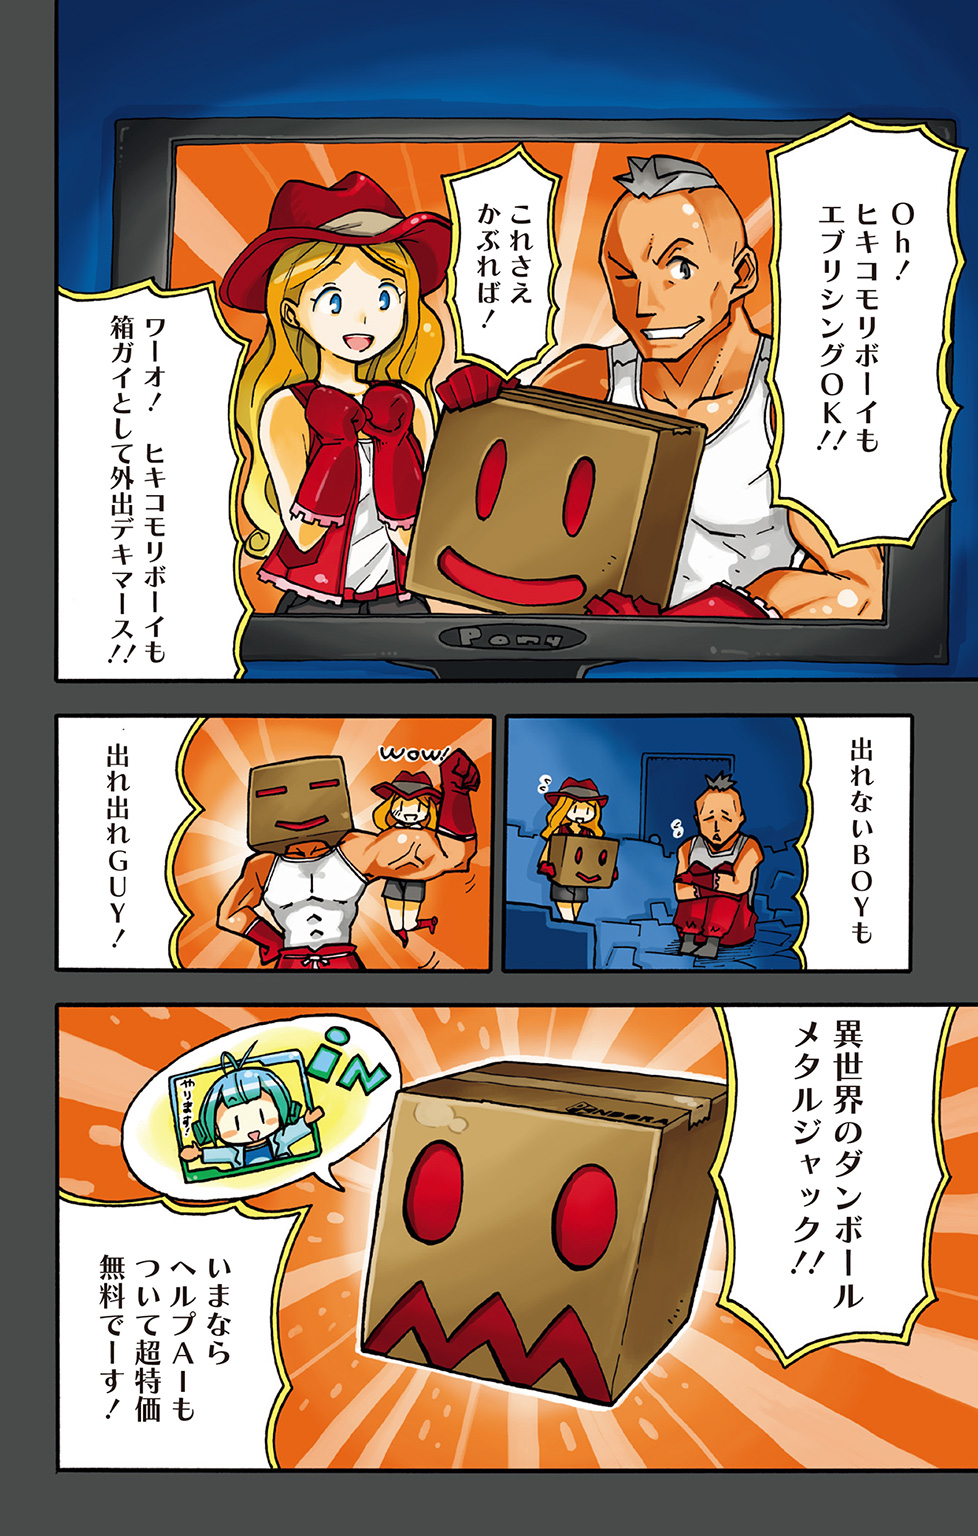 Oh!
ヒキコモリボーイも
エブリシングOK!!
これさえ
かぶれば!
ワーオ! ヒキコモリボーイも
箱ガイとして外出デキマース!!
Pony
出れないBOYも
出れ出れGUY!
wow!
異世界のダンボール
メタルジャック!!
PANDORA
iN
やります!
いまなら
ヘルプAIも
ついて超特価
無料でーす!